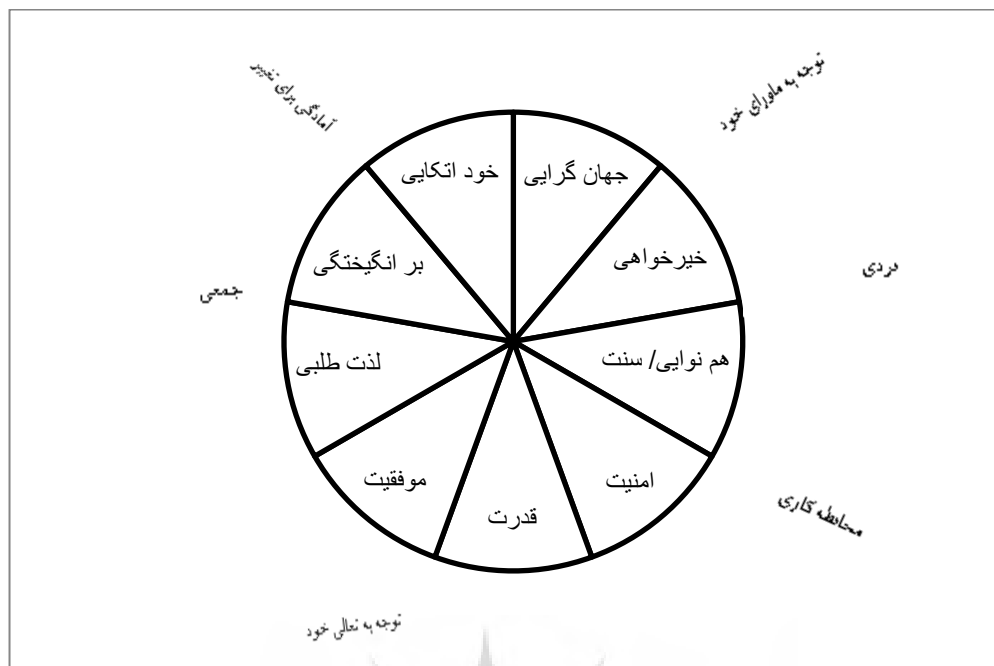 توجه به ماورای خود
آمادگی برای تغییر
جهان گرایی
خود اتکایی
خیرخواهی
بر انگیختگی
فردی
جمعی
هم نوایی/ سنت
لذت طلبی
امنیت
موفقیت
قدرت
محافظه کاری
توجه به تعالی خود